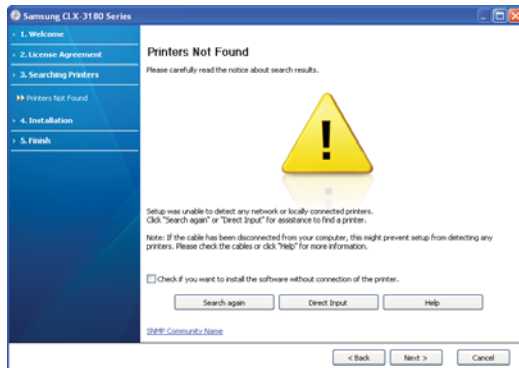 Samsung CLX-3180 Series
1. Welcome
2. License Agreement
3. Searching Printers
Printers Not Found
4. Installation
5. Finish
Printers Not Found
Please carefully read the notice about search results.
Setup was unable to detect any network or locally connected printers.
Click "Search again" or "Direct Input" for assistance to find a printer.
Note: If the cable has been disconnected from your computer, this might prevent setup from detecting any
printers. Please check the cables or click "Help" for more information.
Check if you want to install the software without connection of the printer.
Search again
Direct Input
Help
SNMP Community Name
< Back
Next >
Cancel